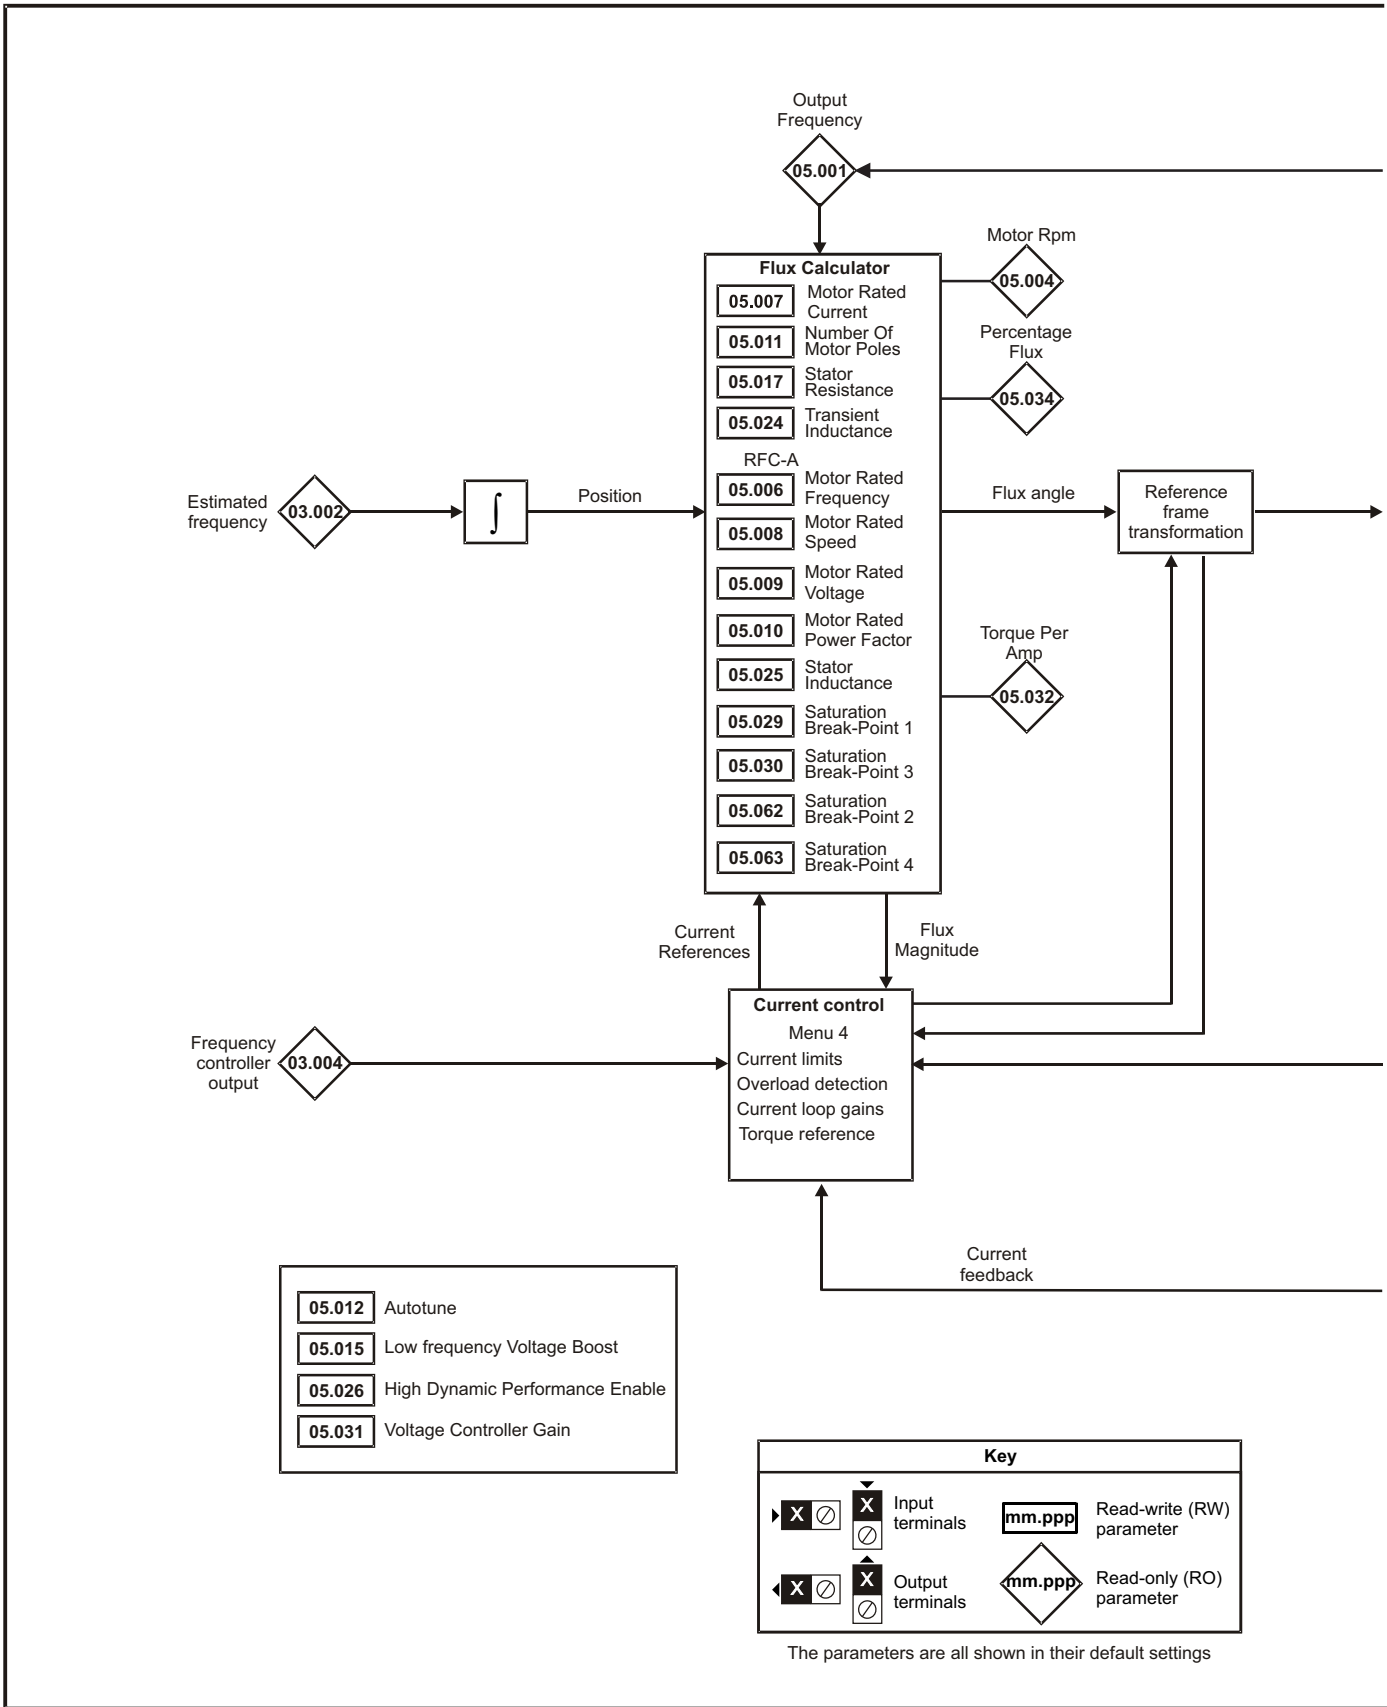 Output
Frequency
05.001
Motor Rpm
05.004
Percentage
Flux
05.034
Flux Calculator
05.007 Motor Rated
Current
05.011 Number Of
Motor Poles
05.017 Stator
Resistance
05.024 Transient
Inductance
RFC-A
05.006 Motor Rated
Frequency
05.008 Motor Rated
Speed
05.009 Motor Rated
Voltage
05.010 Motor Rated
Power Factor
05.025 Stator
Inductance
05.029 Saturation
Break-Point 1
05.030 Saturation
Break-Point 3
05.062 Saturation
Break-Point 2
05.063 Saturation
Break-Point 4
Estimated
frequency
03.002
∫
Position
Flux angle
Reference
frame
transformation
Torque Per
Amp
05.032
Current
References
Flux
Magnitude
Frequency
controller
output
03.004
Current control
Menu 4
Current limits
Overload detection
Current loop gains
Torque reference
Current
feedback
05.012 Autotune
05.015 Low frequency Voltage Boost
05.026 High Dynamic Performance Enable
05.031 Voltage Controller Gain
Key
X X Input
terminals
mm.ppp Read-write (RW)
parameter
X X Output
terminals
mm.ppp Read-only (RO)
parameter
The parameters are all shown in their default settings